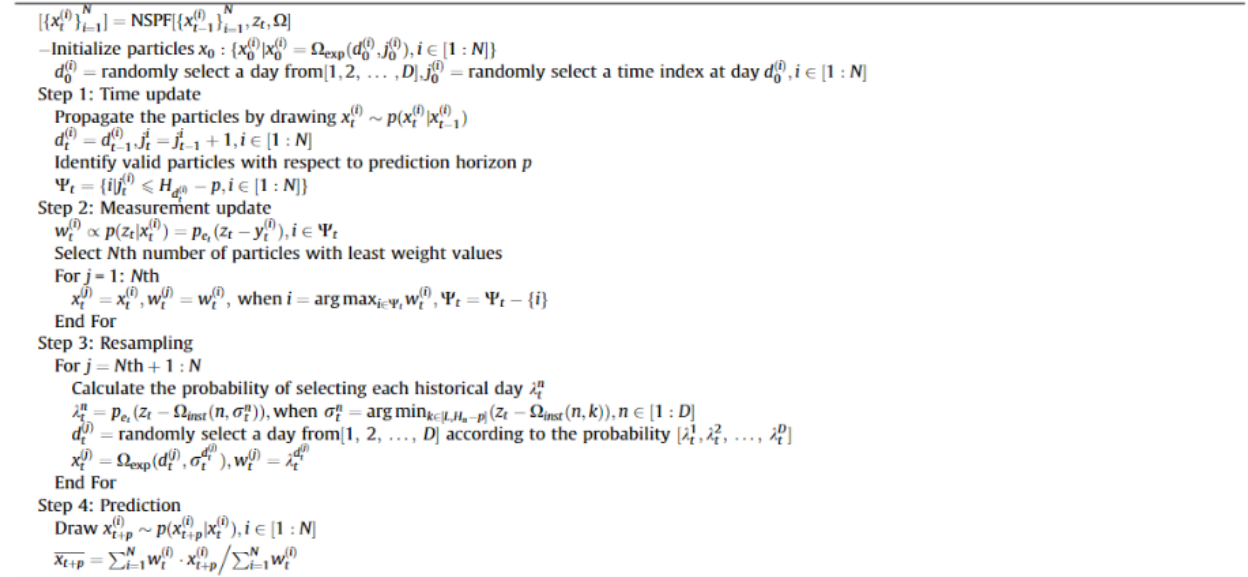 [{x_t^{(i)}}_{i=1}^N] = NSPF[{x_{t-1}^{(i)}}_{i=1}^N, z_t, Ω]
−Initialize particles x_0 : {x_0^{(i)}|x_0^{(i)} = Ω_exp(d_0^{(i)}, j_0^{(i)}), i ∈ [1 : N]}
d_0^{(i)} = randomly select a day from[1, 2, … , D], j_0^{(i)} = randomly select a time index at day d_0^{(i)}, i ∈ [1 : N]
Step 1: Time update
Propagate the particles by drawing x_t^{(i)} ~ p(x_t^{(i)}|x_{t-1}^{(i)})
d_t^{(i)} = d_{t-1}^{(i)}, j_t^i = j_{t-1}^i + 1, i ∈ [1 : N]
Identify valid particles with respect to prediction horizon p
Ψ_t = {i|j_t^{(i)} ⩽ H_{d_t^{(i)}} − p, i ∈ [1 : N]}
Step 2: Measurement update
w_t^{(i)} ∝ p(z_t|x_t^{(i)}) = p_{e_t}(z_t − y_t^{(i)}), i ∈ Ψ_t
Select Nth number of particles with least weight values
For j = 1: Nth
x_t^{(j)} = x_t^{(i)}, w_t^{(j)} = w_t^{(i)}, when i = arg max_{i∈Ψ_t} w_t^{(i)}, Ψ_t = Ψ_t − {i}
End For
Step 3: Resampling
For j = Nth + 1 : N
Calculate the probability of selecting each historical day λ_t^n
λ_t^n = p_{e_t}(z_t − Ω_inst(n, σ_t^n)), when σ_t^n = arg min_{k∈[L,H_n−p]}(z_t − Ω_inst(n, k)), n ∈ [1 : D]
d_t^{(j)} = randomly select a day from[1, 2, …, D] according to the probability [λ_t^1, λ_t^2, …, λ_t^D]
x_t^{(j)} = Ω_exp(d_t^{(j)}, σ_t^{d_t^{(j)}}), w_t^{(j)} = λ_t^{d_t^{(j)}}
End For
Step 4: Prediction
Draw x_{t+p}^{(i)} ~ p(x_{t+p}^{(i)}|x_t^{(i)}), i ∈ [1 : N]
\overline{x_{t+p}} = ∑_{i=1}^N w_t^{(i)} · x_{t+p}^{(i)} / ∑_{i=1}^N w_t^{(i)}